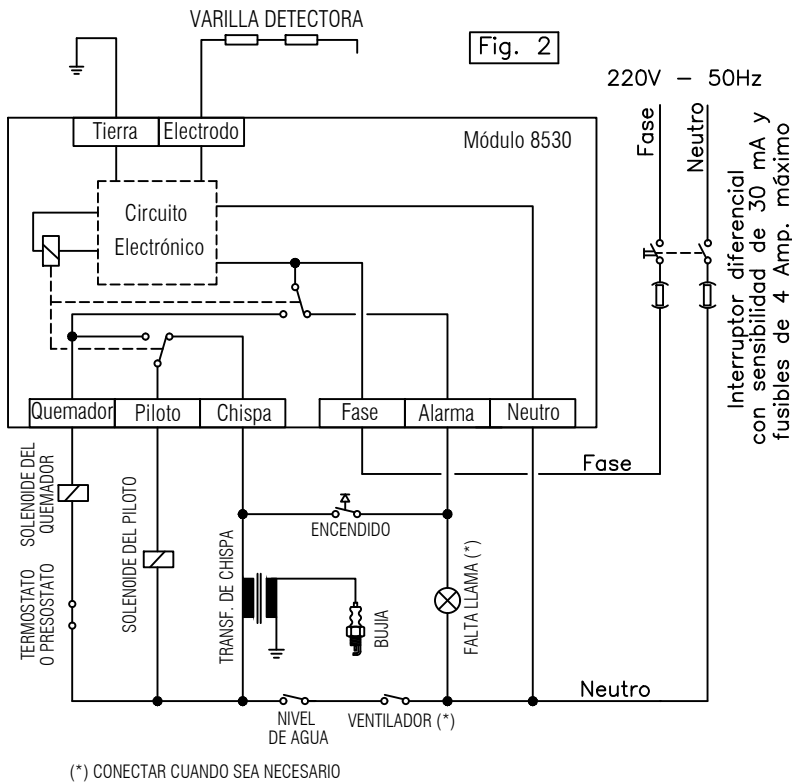 VARILLA DETECTORA
Fig. 2
220V – 50Hz
Fase
Neutro
Interruptor diferencial
con sensibilidad de 30 mA y
fusibles de 4 Amp. máximo
Tierra
Electrodo
Módulo 8530
Circuito
Electrónico
Quemador
Piloto
Chispa
Fase
Alarma
Neutro
Fase
SOLENOIDE DEL
QUEMADOR
SOLENOIDE DEL PILOTO
ENCENDIDO
TERMOSTATO
O PRESOSTATO
TRANSF. DE CHISPA
BUJIA
FALTA LLAMA (*)
Neutro
NIVEL
DE AGUA
VENTILADOR (*)
(*) CONECTAR CUANDO SEA NECESARIO